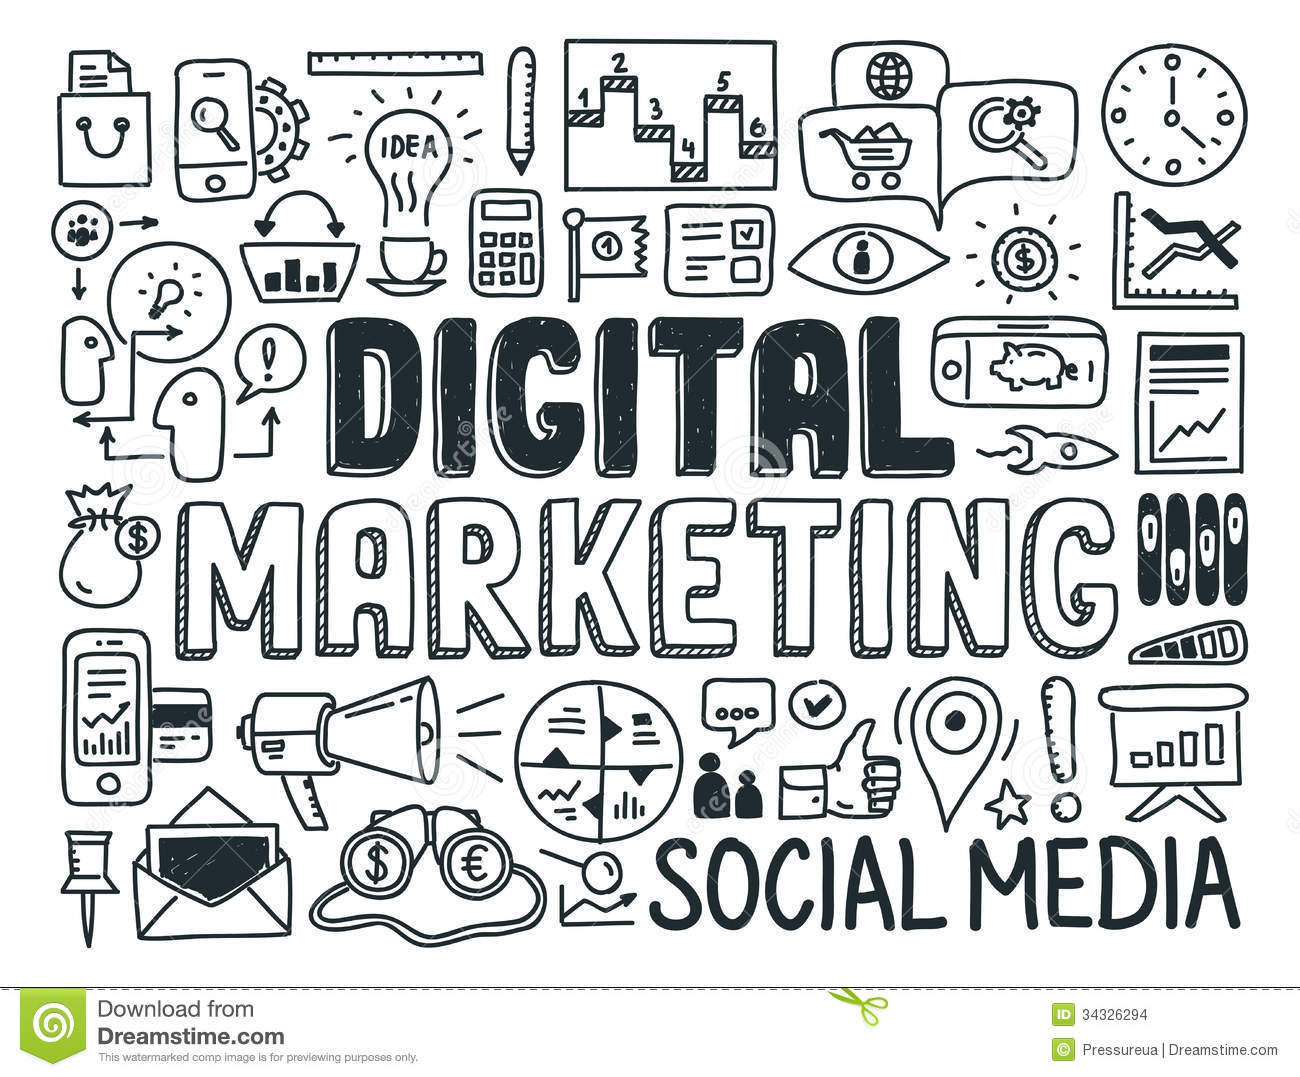 IDEA
1 2 3 4 5 6
1
$
!
$
DIGITAL
MARKETING
$ €
SOCIAL MEDIA
Download from
Dreamstime.com
This watermarked comp image is for previewing purposes only.
ID 34326294
© Pressureua | Dreamstime.com